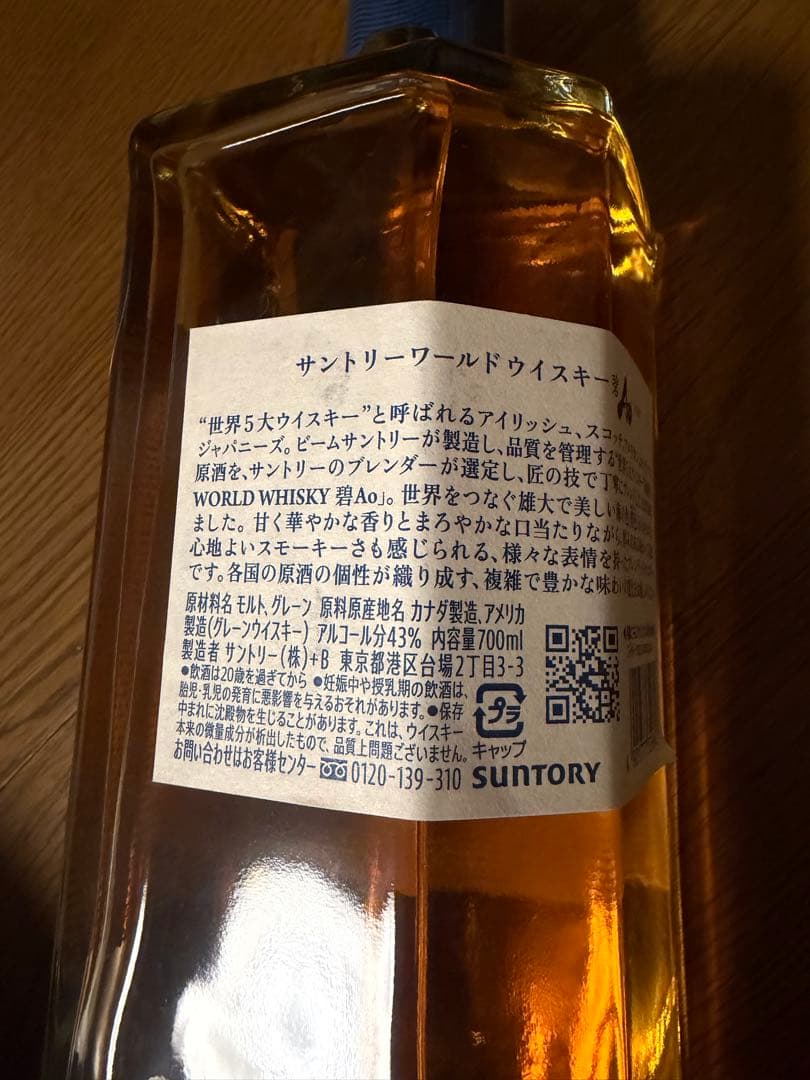 サントリーワールドウイスキー 碧 Ao
“世界5大ウイスキー”と呼ばれるアイリッシュ、スコッチ、
ジャパニーズ。ビームサントリーが製造し、品質を管理する
原酒を、サントリーのブレンダーが選定し、匠の技で丁寧に
WORLD WHISKY 碧Ao」。世界をつなぐ雄大で美しい
ました。甘く華やかな香りとまろやかな口当たりながら、
心地よいスモーキーさも感じられる、様々な表情を持った
です。各国の原酒の個性が織り成す、複雑で豊かな味わい
原材料名 モルト、グレーン 原料原産地名 カナダ製造、アメリカ
製造(グレーンウイスキー) アルコール分43% 内容量700ml
製造者 サントリー(株)+B 東京都港区台場2丁目3-3
●飲酒は20歳を過ぎてから ●妊娠中や授乳期の飲酒は、
胎児・乳児の発育に悪影響を与えるおそれがあります。●保存
中まれに沈殿物を生じることがあります。これは、ウイスキー
本来の微量成分が析出したもので、品質上問題ございません。
プラ
キャップ
お問い合わせはお客様センター 0120-139-310 SUNTORY